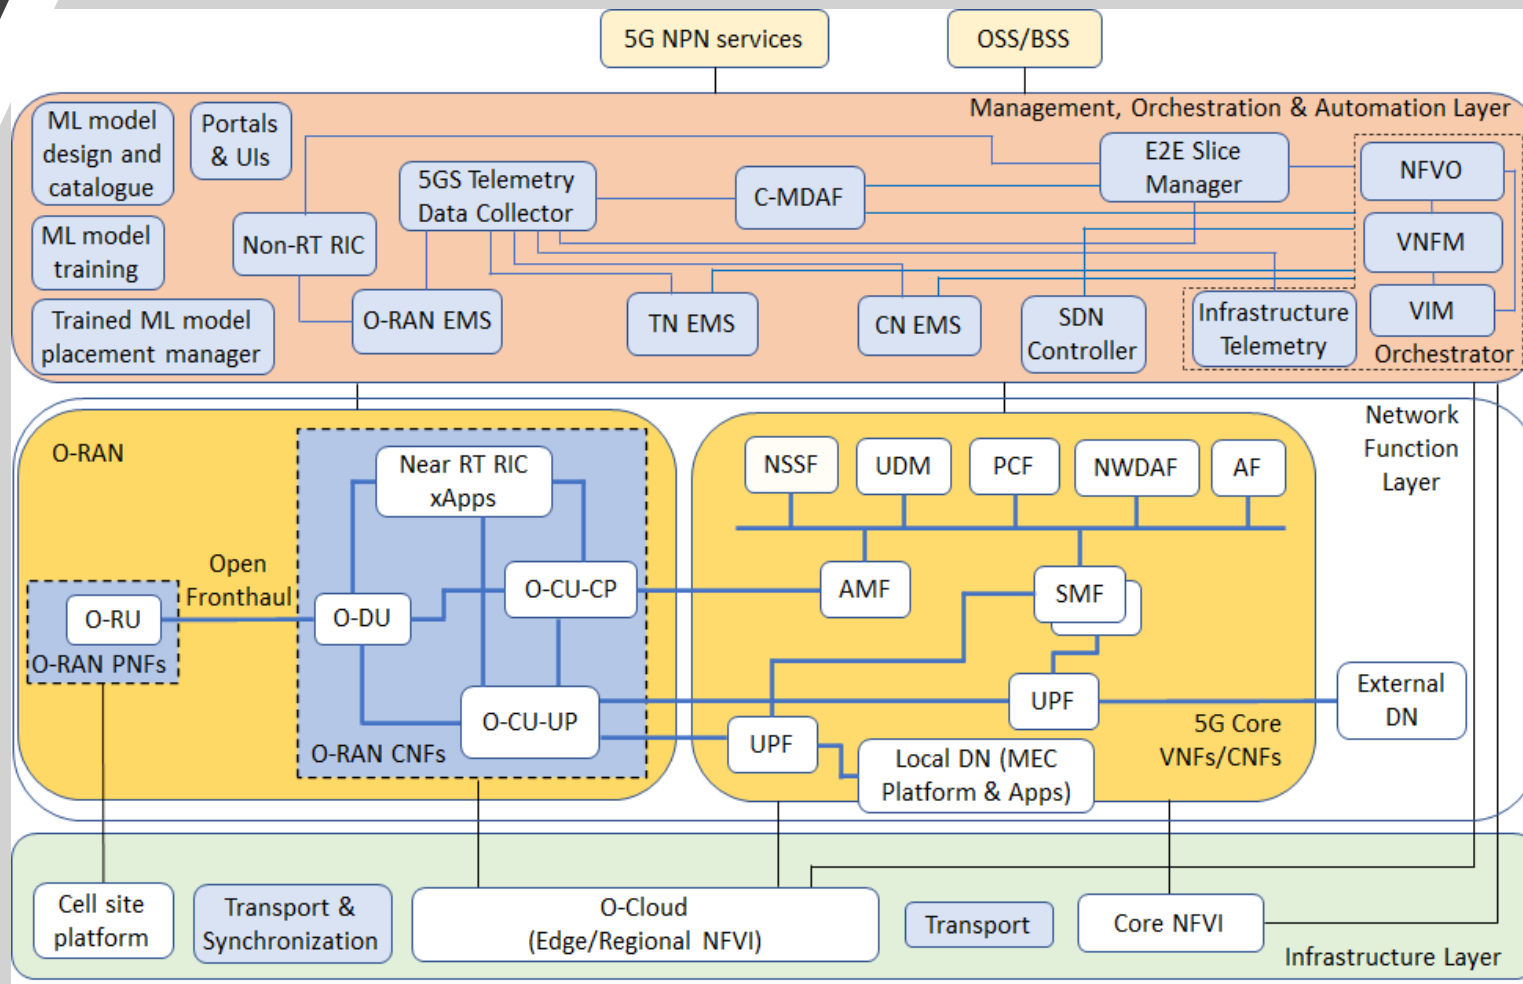 5G NPN services
OSS/BSS
Management, Orchestration & Automation Layer
ML model
design and
catalogue
Portals
& UIs
5GS Telemetry
Data Collector
C-MDAF
E2E Slice
Manager
NFVO
ML model
training
Non-RT RIC
VNFM
Trained ML model
placement manager
O-RAN EMS
TN EMS
CN EMS
SDN
Controller
Infrastructure
Telemetry
VIM
Orchestrator
Network
Function
Layer
O-RAN
Near RT RIC
xApps
NSSF
UDM
PCF
NWDAF
AF
Open
Fronthaul
O-RU
O-RAN PNFs
O-DU
O-CU-CP
AMF
SMF
O-CU-UP
O-RAN CNFs
UPF
UPF
External
DN
5G Core
VNFs/CNFs
Local DN (MEC
Platform & Apps)
Cell site
platform
Transport &
Synchronization
O-Cloud
(Edge/Regional NFVI)
Transport
Core NFVI
Infrastructure Layer